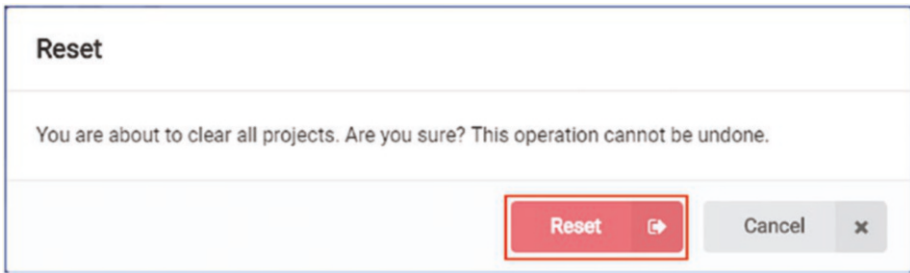 Reset
You are about to clear all projects. Are you sure? This operation cannot be undone.
Reset
Cancel